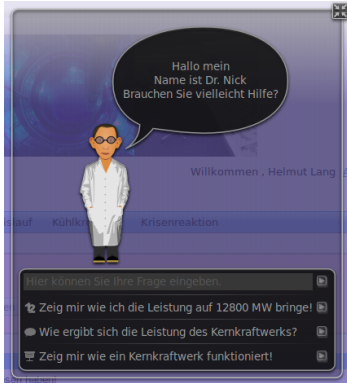 Hallo mein
Name ist Dr. Nick
Brauchen Sie vielleicht Hilfe?
Willkommen , Helmut Lang
islauf Kühlkr Krisenreaktion
Hier können Sie Ihre Frage eingeben.
Zeig mir wie ich die Leistung auf 12800 MW bringe!
Wie ergibt sich die Leistung des Kernkraftwerks?
Zeig mir wie ein Kernkraftwerk funktioniert!